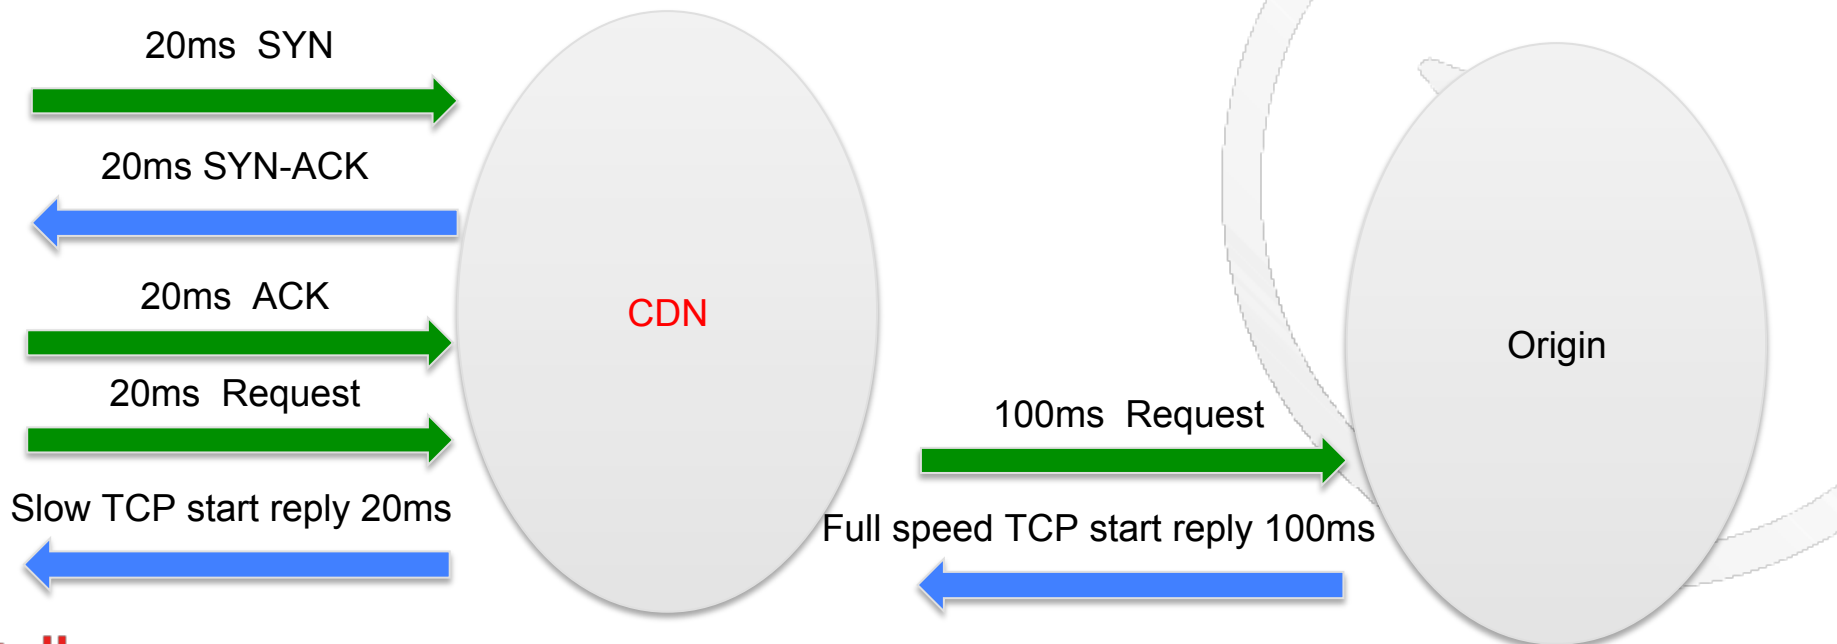 20ms  SYN
20ms SYN-ACK
20ms  ACK
20ms  Request
Slow TCP start reply 20ms
CDN
100ms  Request
Full speed TCP start reply 100ms
Origin